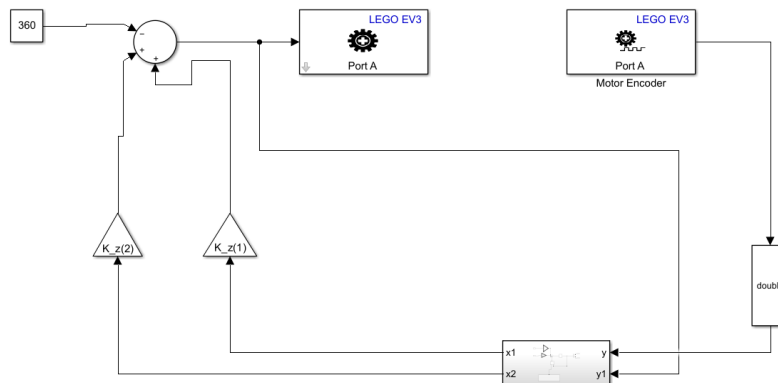 360
−
+
+
LEGO EV3
Port A
LEGO EV3
Port A
Motor Encoder
K_z(2)
K_z(1)
doubl
x1
y
x2
y1